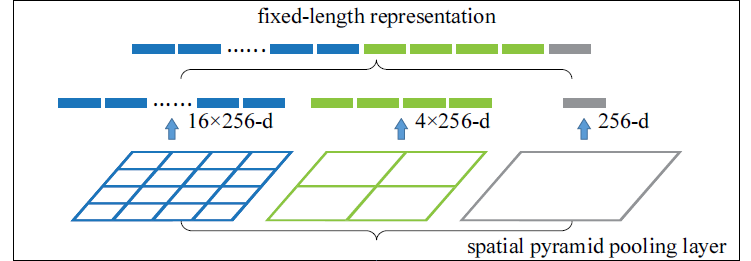 fixed-length representation
......
......
16×256-d
4×256-d
256-d
spatial pyramid pooling layer